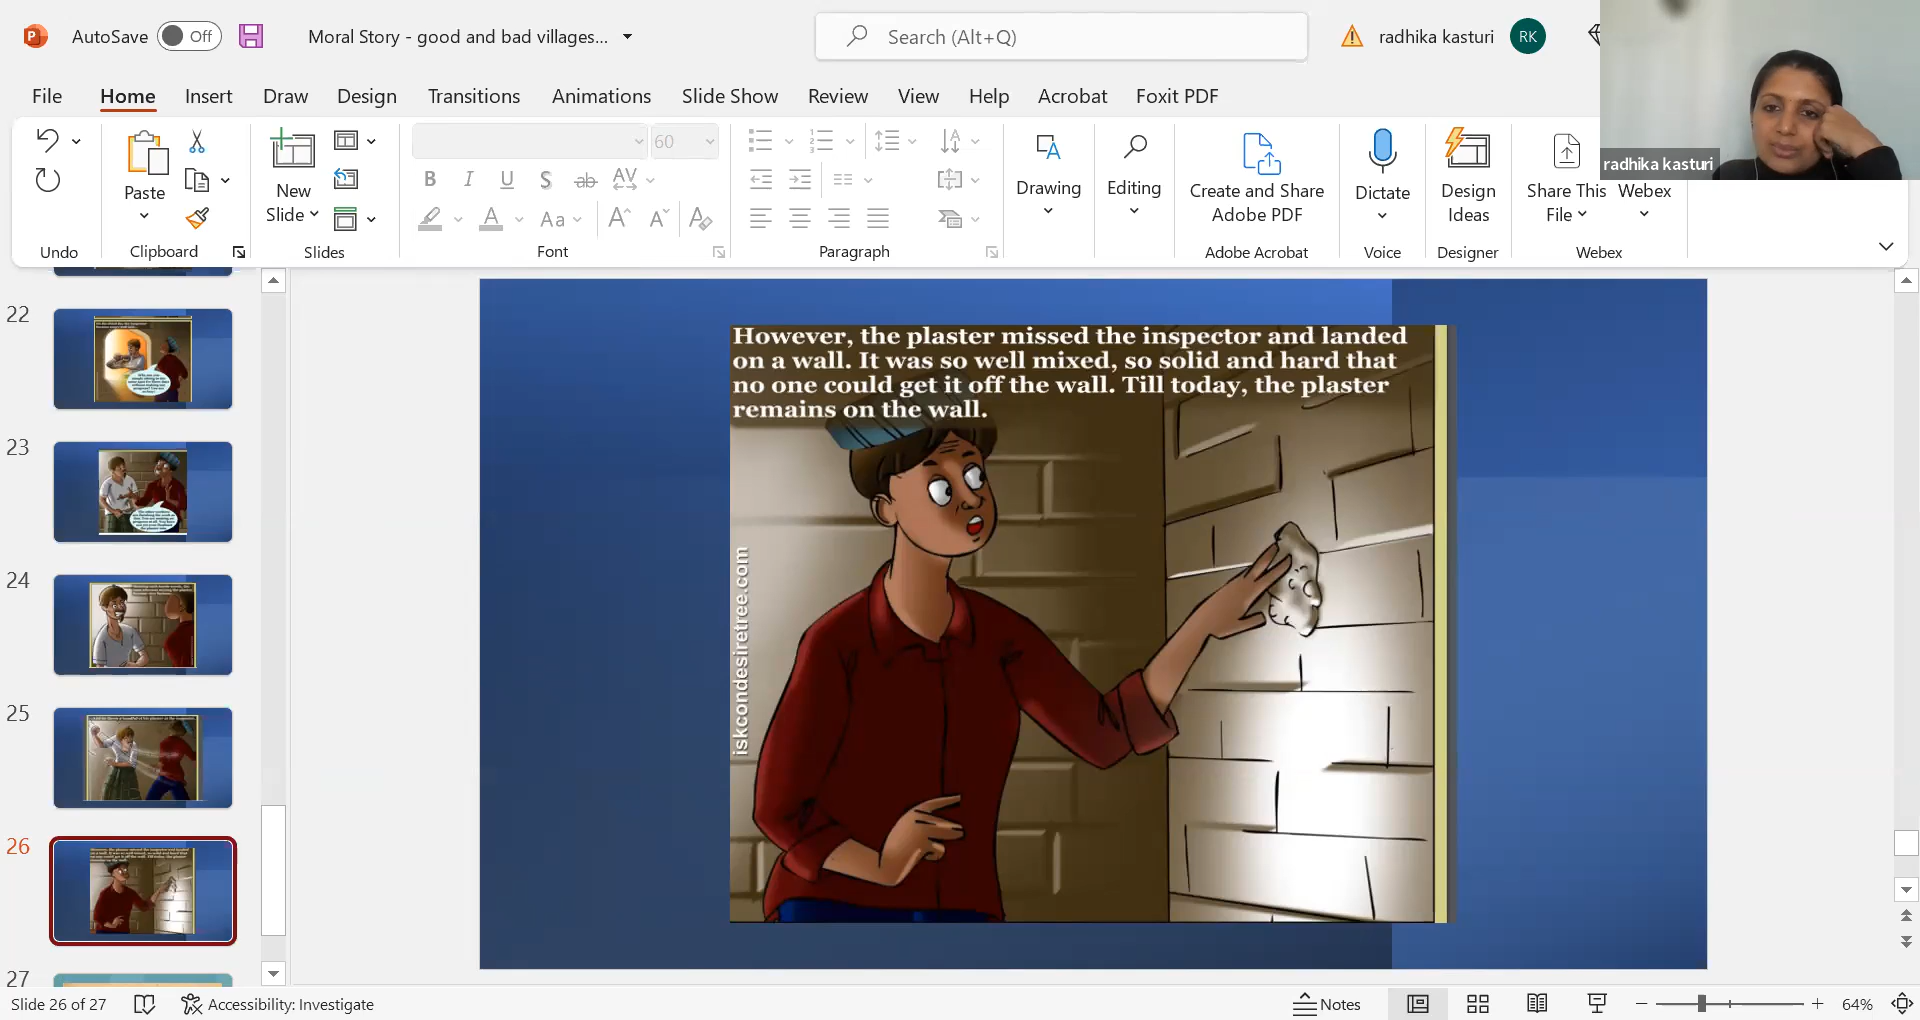 AutoSave Off
Moral Story - good and bad villages...
Search (Alt+Q)
radhika kasturi RK
radhika kasturi
File Home Insert Draw Design Transitions Animations Slide Show Review View Help Acrobat Foxit PDF
Undo
Paste
Clipboard
New
Slide
Slides
60
Font
Paragraph
Drawing
Editing
Create and Share
Adobe PDF
Adobe Acrobat
Dictate
Voice
Design
Ideas
Designer
Share This
File
Webex
Webex
22
23
24
25
26
27
However, the plaster missed the inspector and landed
on a wall. It was so well mixed, so solid and hard that
no one could get it off the wall. Till today, the plaster
remains on the wall.
iskcondesiretree.com
Slide 26 of 27
Accessibility: Investigate
Notes
64%